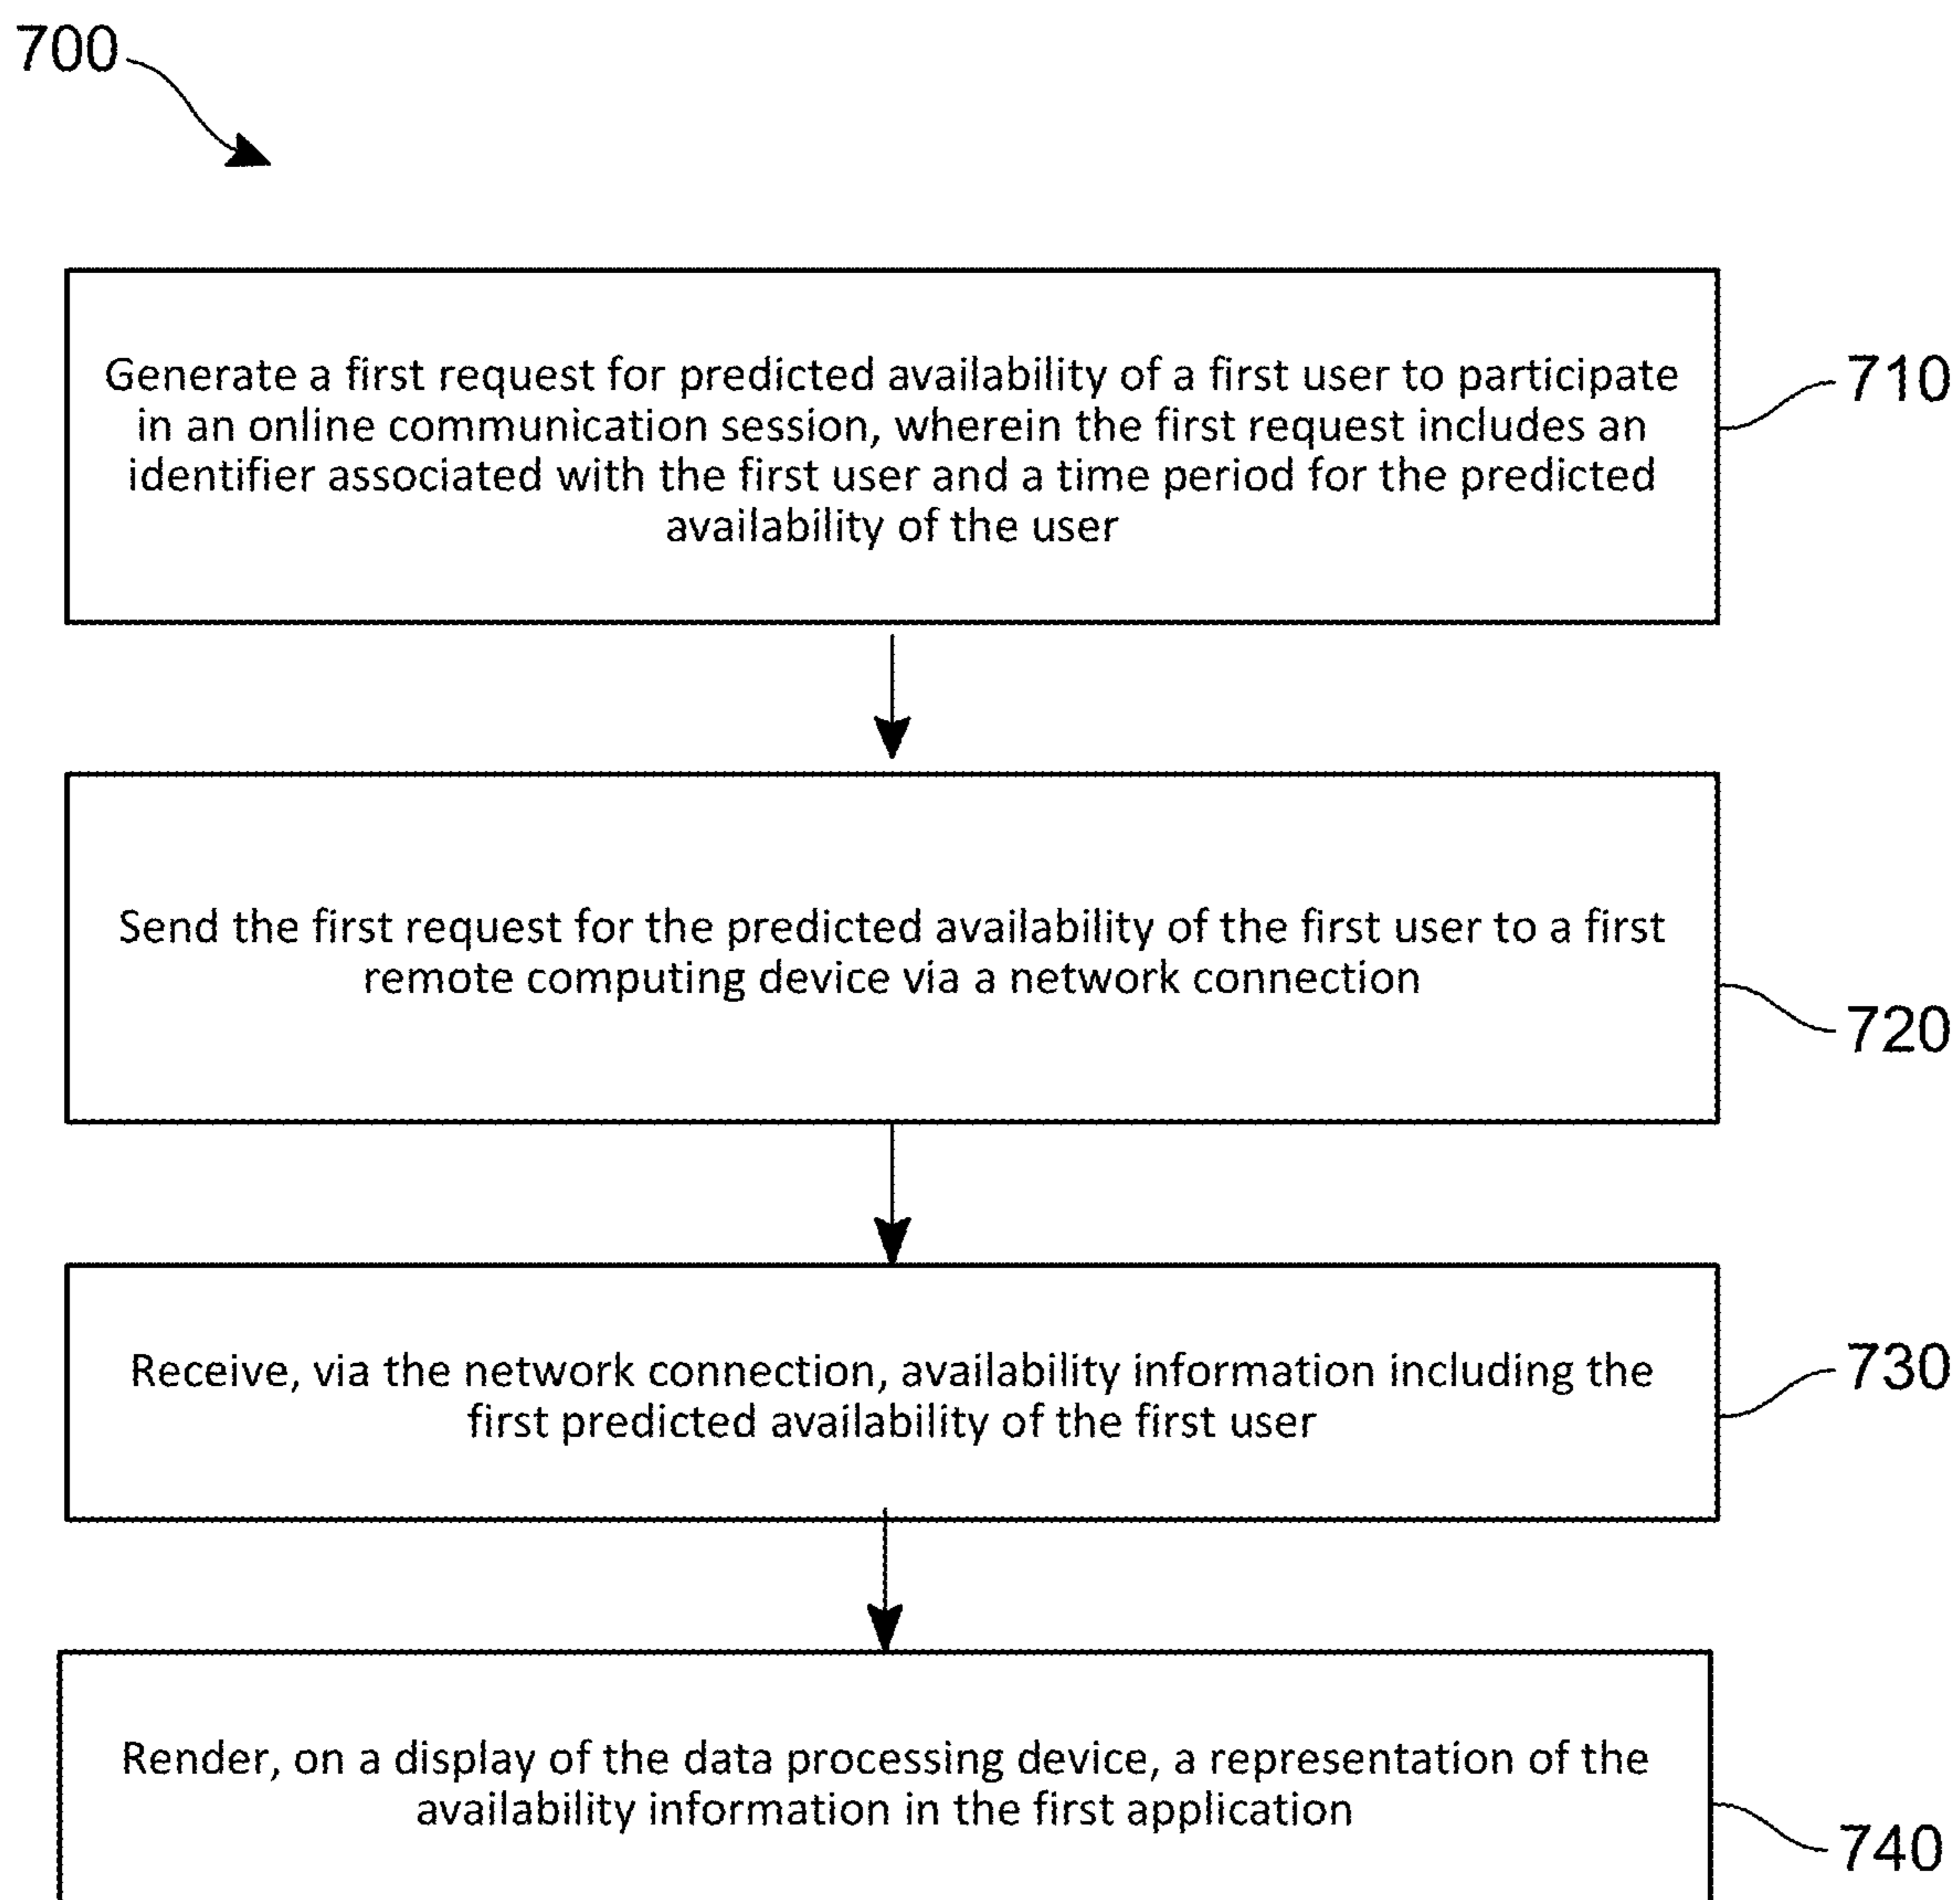 700
Generate a first request for predicted availability of a first user to participate
in an online communication session, wherein the first request includes an
identifier associated with the first user and a time period for the predicted
availability of the user
710
Send the first request for the predicted availability of the first user to a first
remote computing device via a network connection
720
Receive, via the network connection, availability information including the
first predicted availability of the first user
730
Render, on a display of the data processing device, a representation of the
availability information in the first application
740